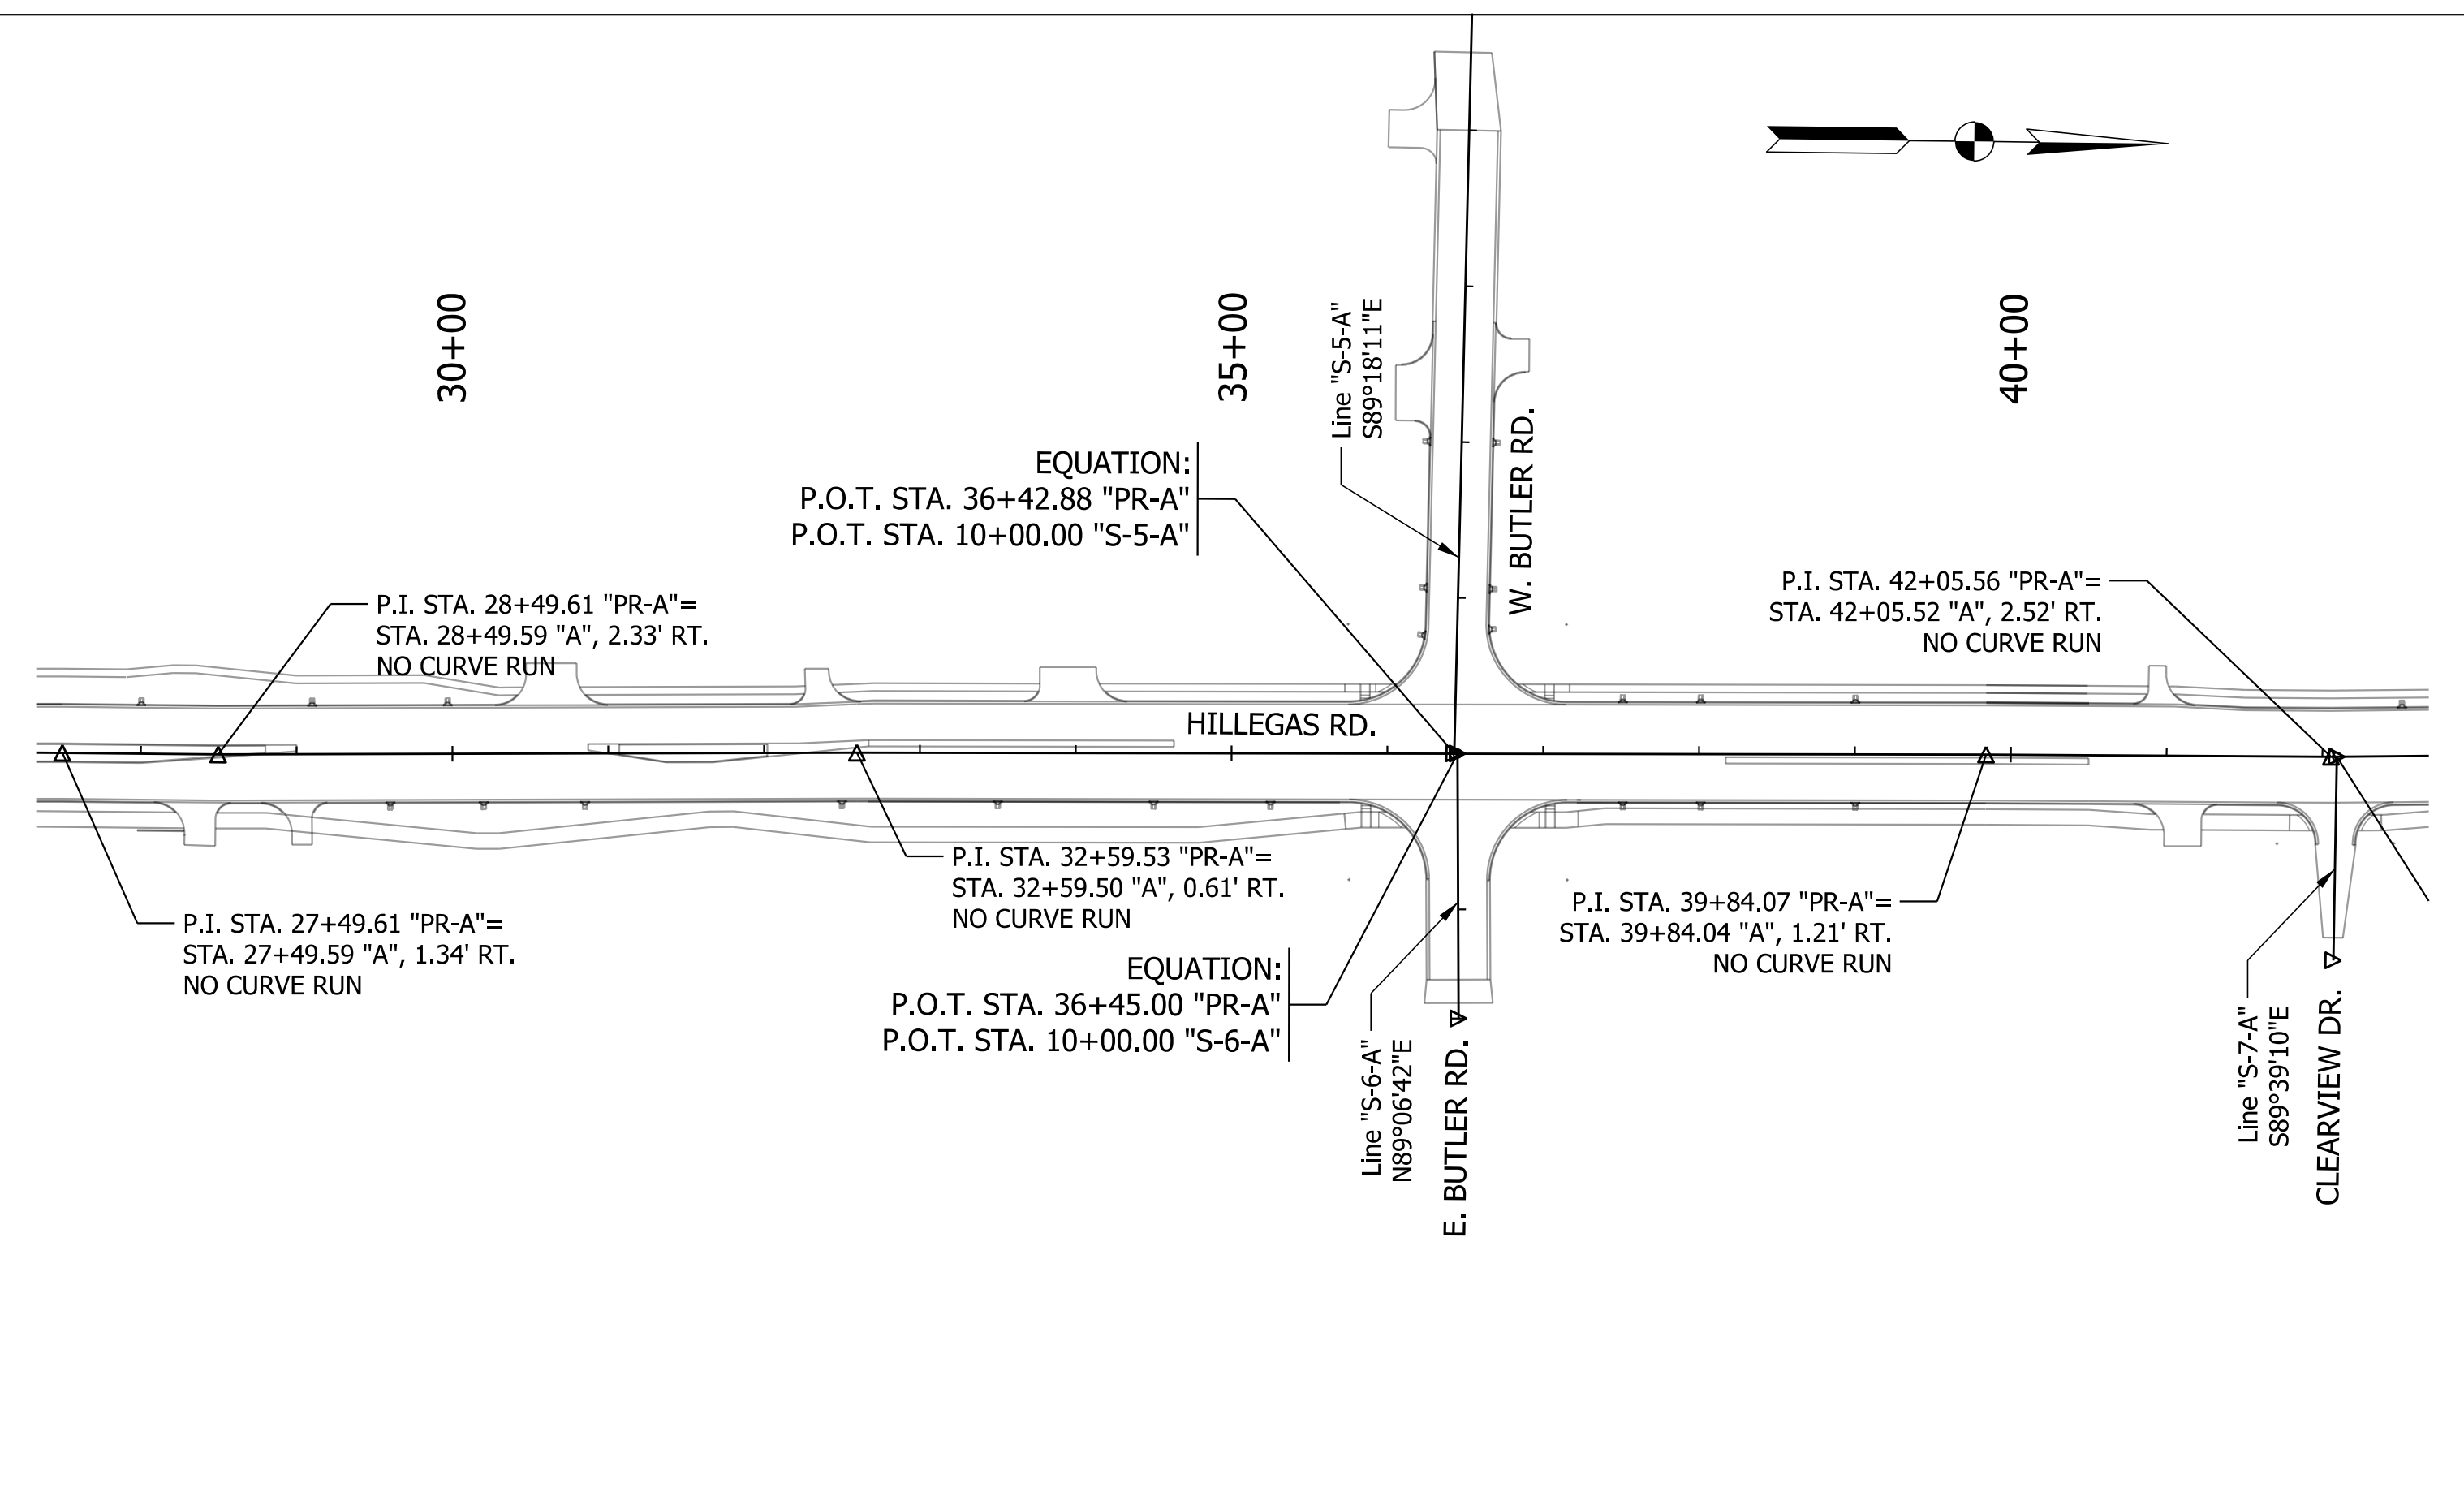 30+00
35+00
40+00
Line "S-5-A"
S89°18'11"E
W. BUTLER RD.
EQUATION:
P.O.T. STA. 36+42.88 "PR-A"
P.O.T. STA. 10+00.00 "S-5-A"
P.I. STA. 28+49.61 "PR-A"=
STA. 28+49.59 "A", 2.33' RT.
NO CURVE RUN
P.I. STA. 42+05.56 "PR-A"=
STA. 42+05.52 "A", 2.52' RT.
NO CURVE RUN
HILLEGAS RD.
P.I. STA. 27+49.61 "PR-A"=
STA. 27+49.59 "A", 1.34' RT.
NO CURVE RUN
P.I. STA. 32+59.53 "PR-A"=
STA. 32+59.50 "A", 0.61' RT.
NO CURVE RUN
EQUATION:
P.O.T. STA. 36+45.00 "PR-A"
P.O.T. STA. 10+00.00 "S-6-A"
P.I. STA. 39+84.07 "PR-A"=
STA. 39+84.04 "A", 1.21' RT.
NO CURVE RUN
Line "S-6-A"
N89°06'42"E
E. BUTLER RD.
Line "S-7-A"
S89°39'10"E
CLEARVIEW DR.